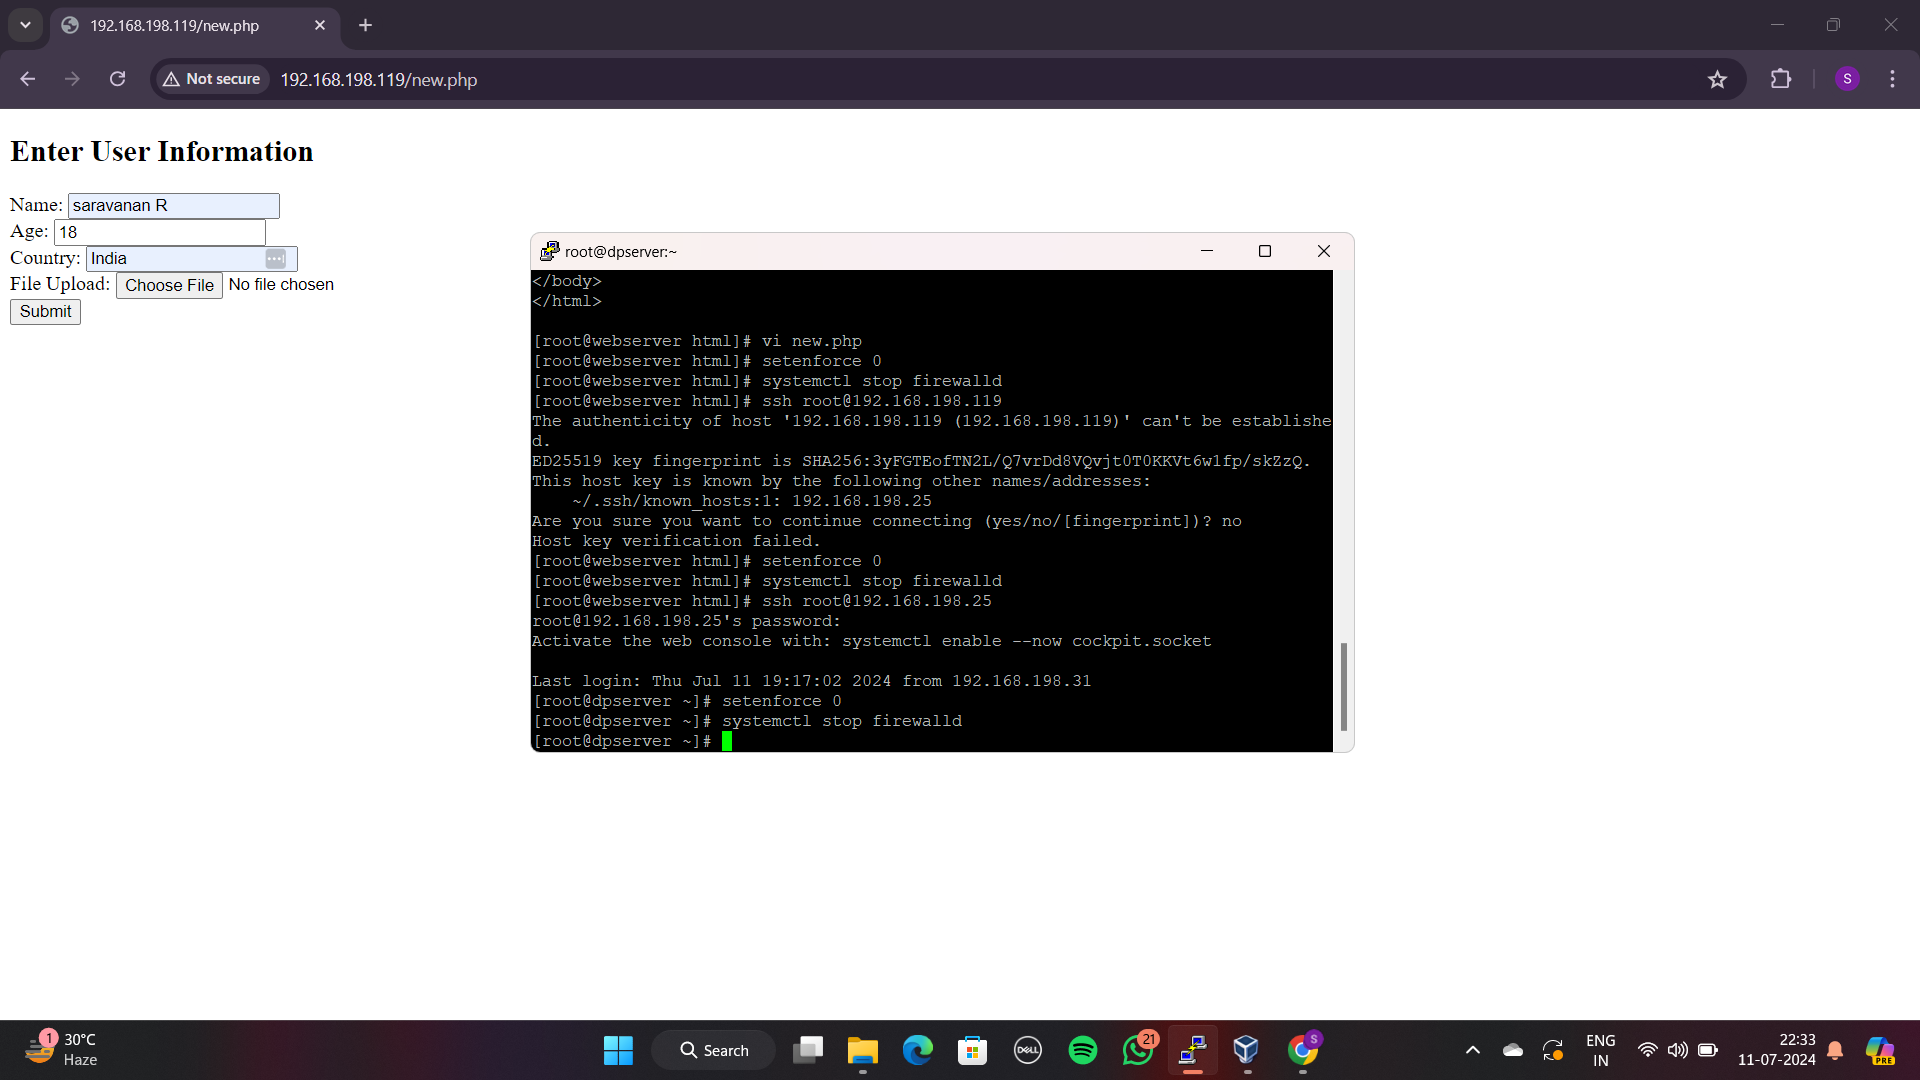 192.168.198.119/new.php
Not secure
192.168.198.119/new.php
S
Enter User Information
Name: saravanan R
Age: 18
Country: India
File Upload: Choose File No file chosen
Submit
root@dpserver:~
</body>
</html>
[root@webserver html]# vi new.php
[root@webserver html]# setenforce 0
[root@webserver html]# systemctl stop firewalld
[root@webserver html]# ssh root@192.168.198.119
The authenticity of host '192.168.198.119 (192.168.198.119)' can't be establishe
d.
ED25519 key fingerprint is SHA256:3yFGTEofTN2L/Q7vrDd8VQvjt0T0KKVt6w1fp/skZzQ.
This host key is known by the following other names/addresses:
~/.ssh/known_hosts:1: 192.168.198.25
Are you sure you want to continue connecting (yes/no/[fingerprint])? no
Host key verification failed.
[root@webserver html]# setenforce 0
[root@webserver html]# systemctl stop firewalld
[root@webserver html]# ssh root@192.168.198.25
root@192.168.198.25's password:
Activate the web console with: systemctl enable --now cockpit.socket
Last login: Thu Jul 11 19:17:02 2024 from 192.168.198.31
[root@dpserver ~]# setenforce 0
[root@dpserver ~]# systemctl stop firewalld
[root@dpserver ~]#
1
30°C
Haze
Search
DELL
21
S
ENG
IN
22:33
11-07-2024
PRE